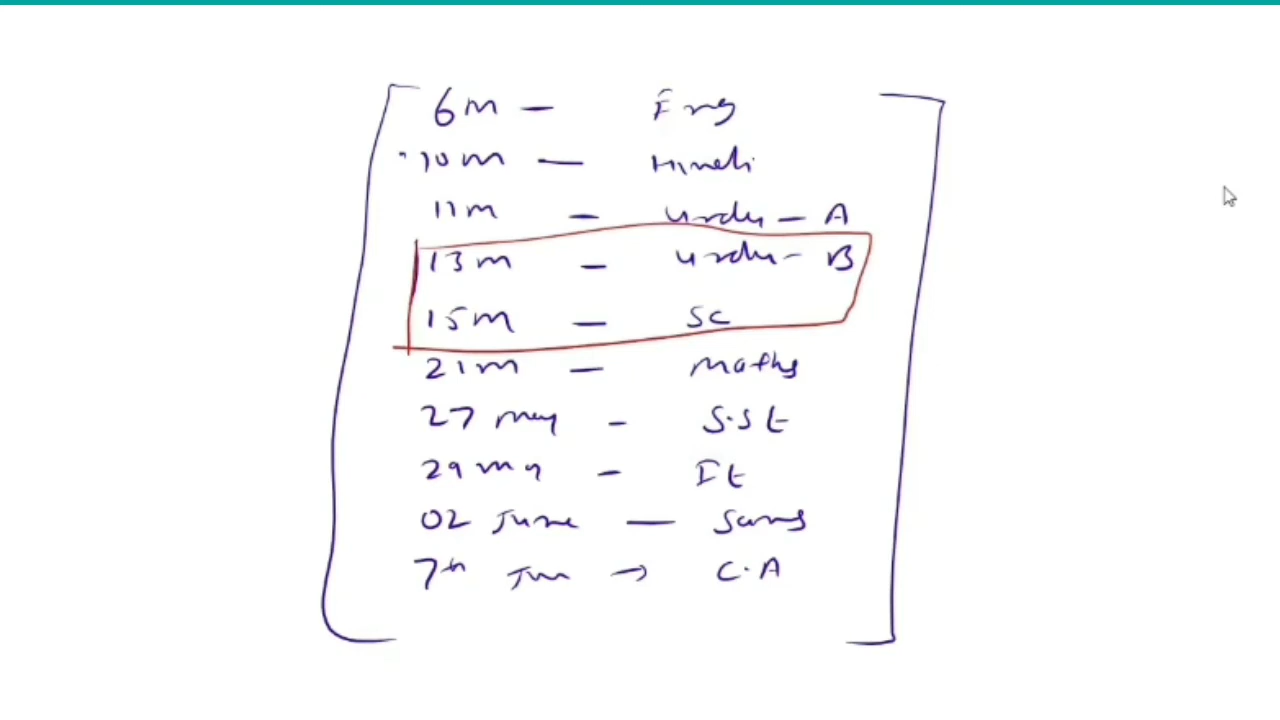 6m - Eng
10m - Hindi
11m - urdu - A
13m - urdu - B
15m - SC
21m - maths
27 may - S.St
29 may - It
02 June - Sans
7th Jun → C.A